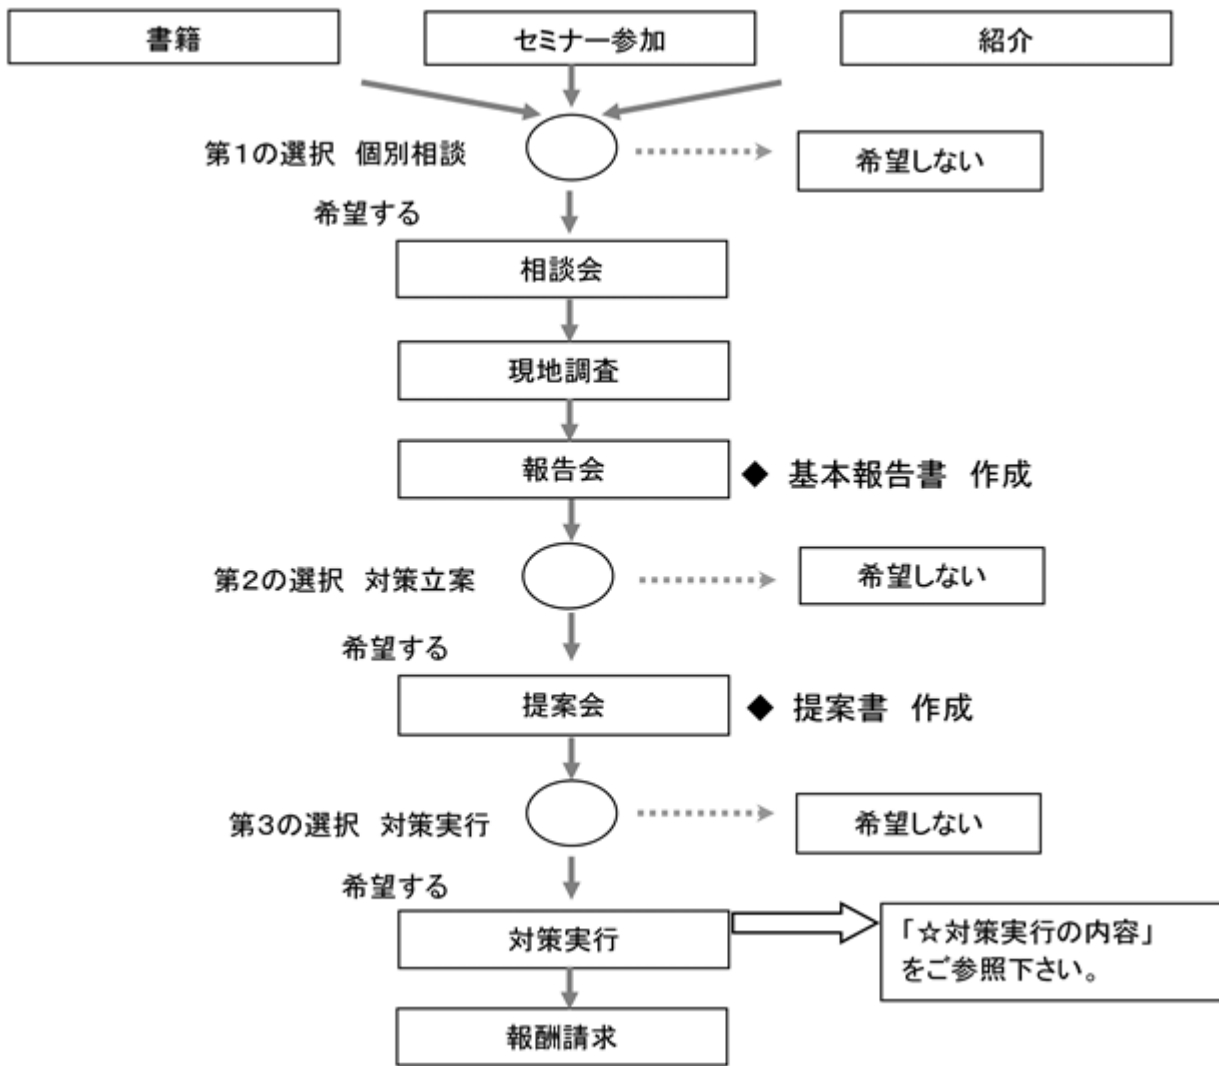 書籍
セミナー参加
紹介
第1の選択　個別相談
希望しない
希望する
相談会
現地調査
報告会
◆　基本報告書　作成
第2の選択　対策立案
希望しない
希望する
提案会
◆　提案書　作成
第3の選択　対策実行
希望しない
希望する
対策実行
「☆対策実行の内容」
をご参照下さい。
報酬請求